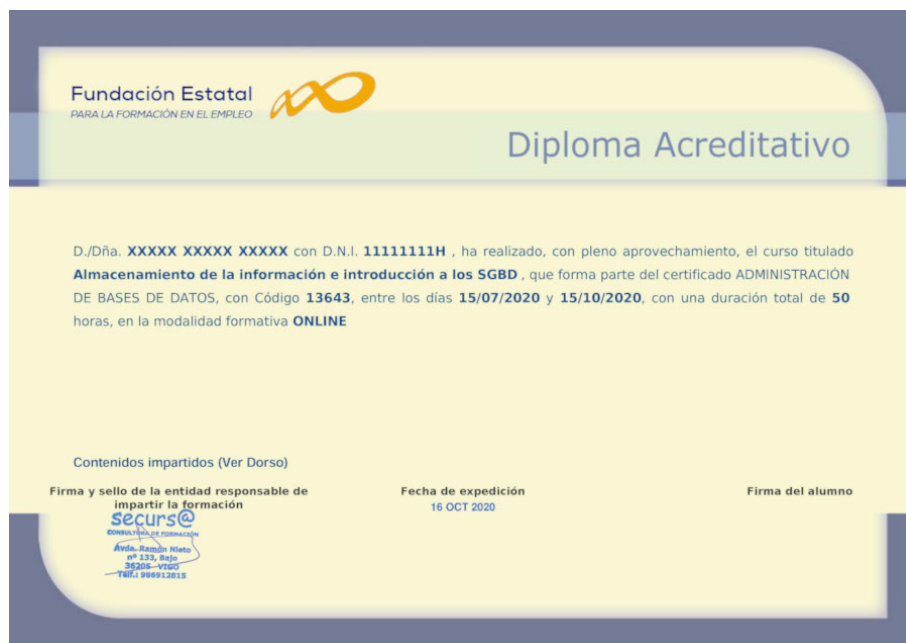 Fundación Estatal
PARA LA FORMACIÓN EN EL EMPLEO
Diploma Acreditativo
D./Dña. XXXXX XXXXX XXXXX con D.N.I. 11111111H , ha realizado, con pleno aprovechamiento, el curso titulado
Almacenamiento de la información e introducción a los SGBD , que forma parte del certificado ADMINISTRACIÓN
DE BASES DE DATOS, con Código 13643, entre los días 15/07/2020 y 15/10/2020, con una duración total de 50
horas, en la modalidad formativa ONLINE
Contenidos impartidos (Ver Dorso)
Firma y sello de la entidad responsable de
impartir la formación
Fecha de expedición
16 OCT 2020
Firma del alumno
securs@
CONSULTORA DE FORMACIÓN
Avda. Ramón Nieto
nº 133, Bajo
36205 - VIGO
Telf.: 986912815